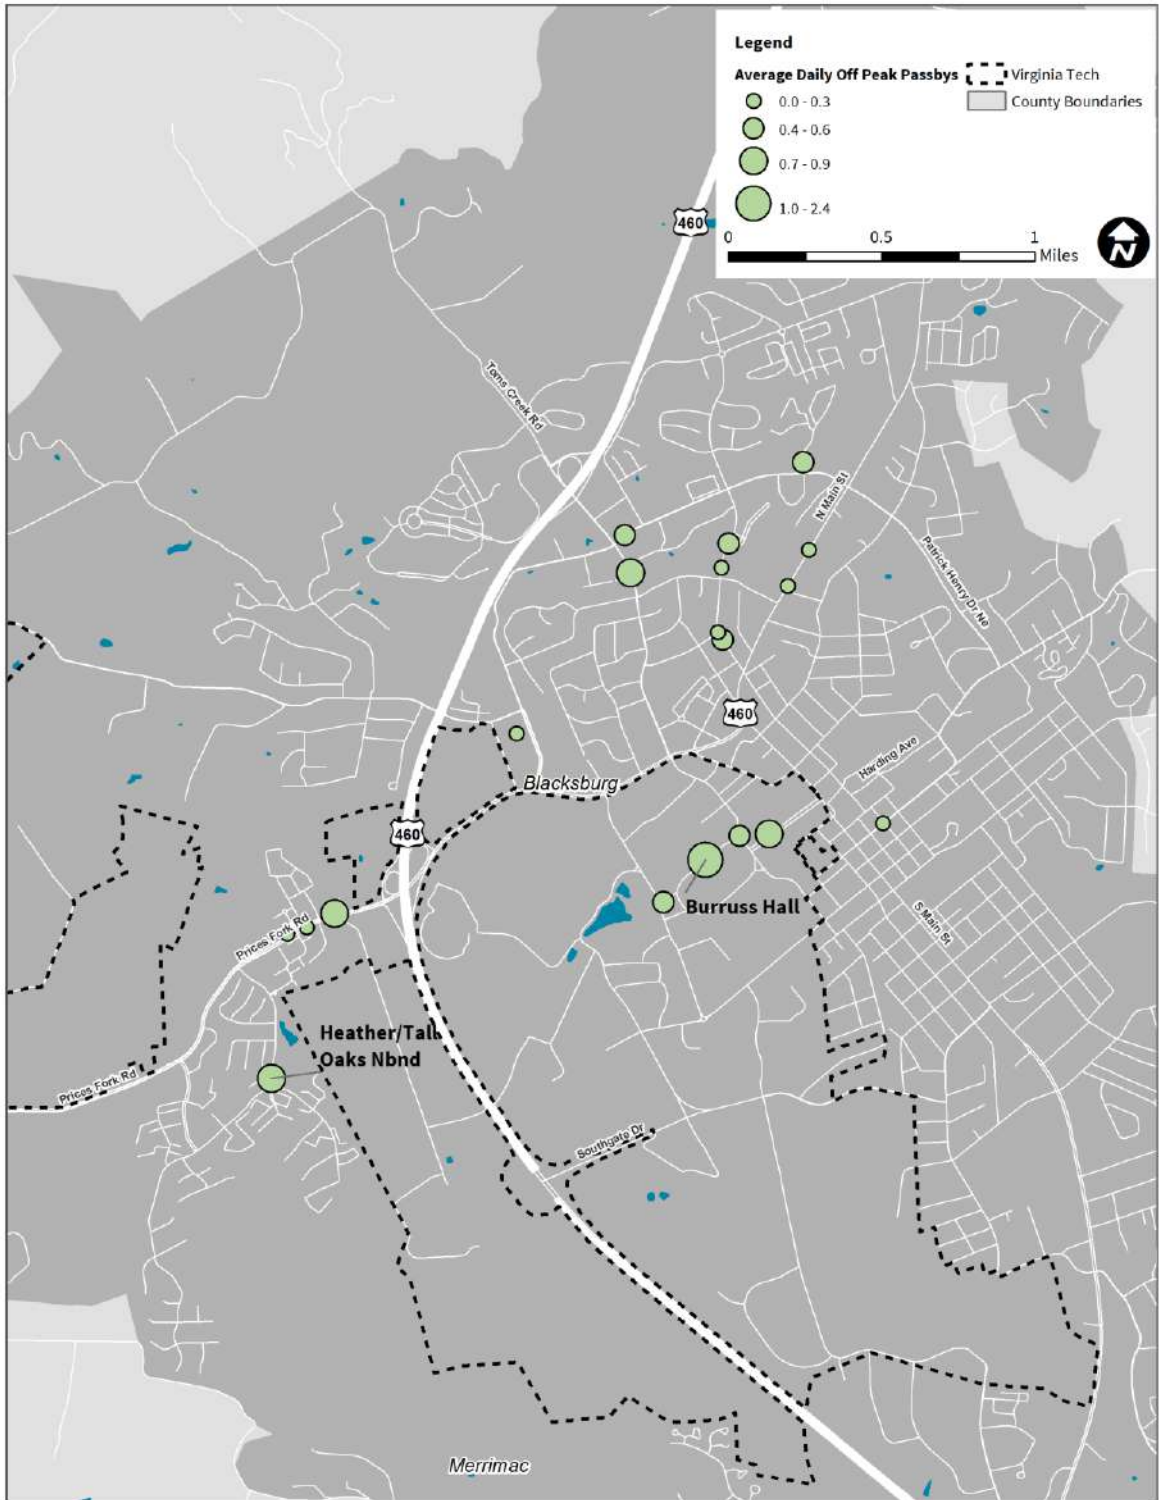 Legend
Average Daily Off Peak Passbys
0.0 - 0.3
0.4 - 0.6
0.7 - 0.9
1.0 - 2.4
Virginia Tech
County Boundaries
0 0.5 1
Miles
N
460
Toms Creek Rd
N Main St
Patrick Henry Dr Ne
460
Harding Ave
Blacksburg
460
Burruss Hall
S Main St
Prices Fork Rd
Heather/Tall
Oaks Nbnd
Prices Fork Rd
Southgate Dr
Merrimac